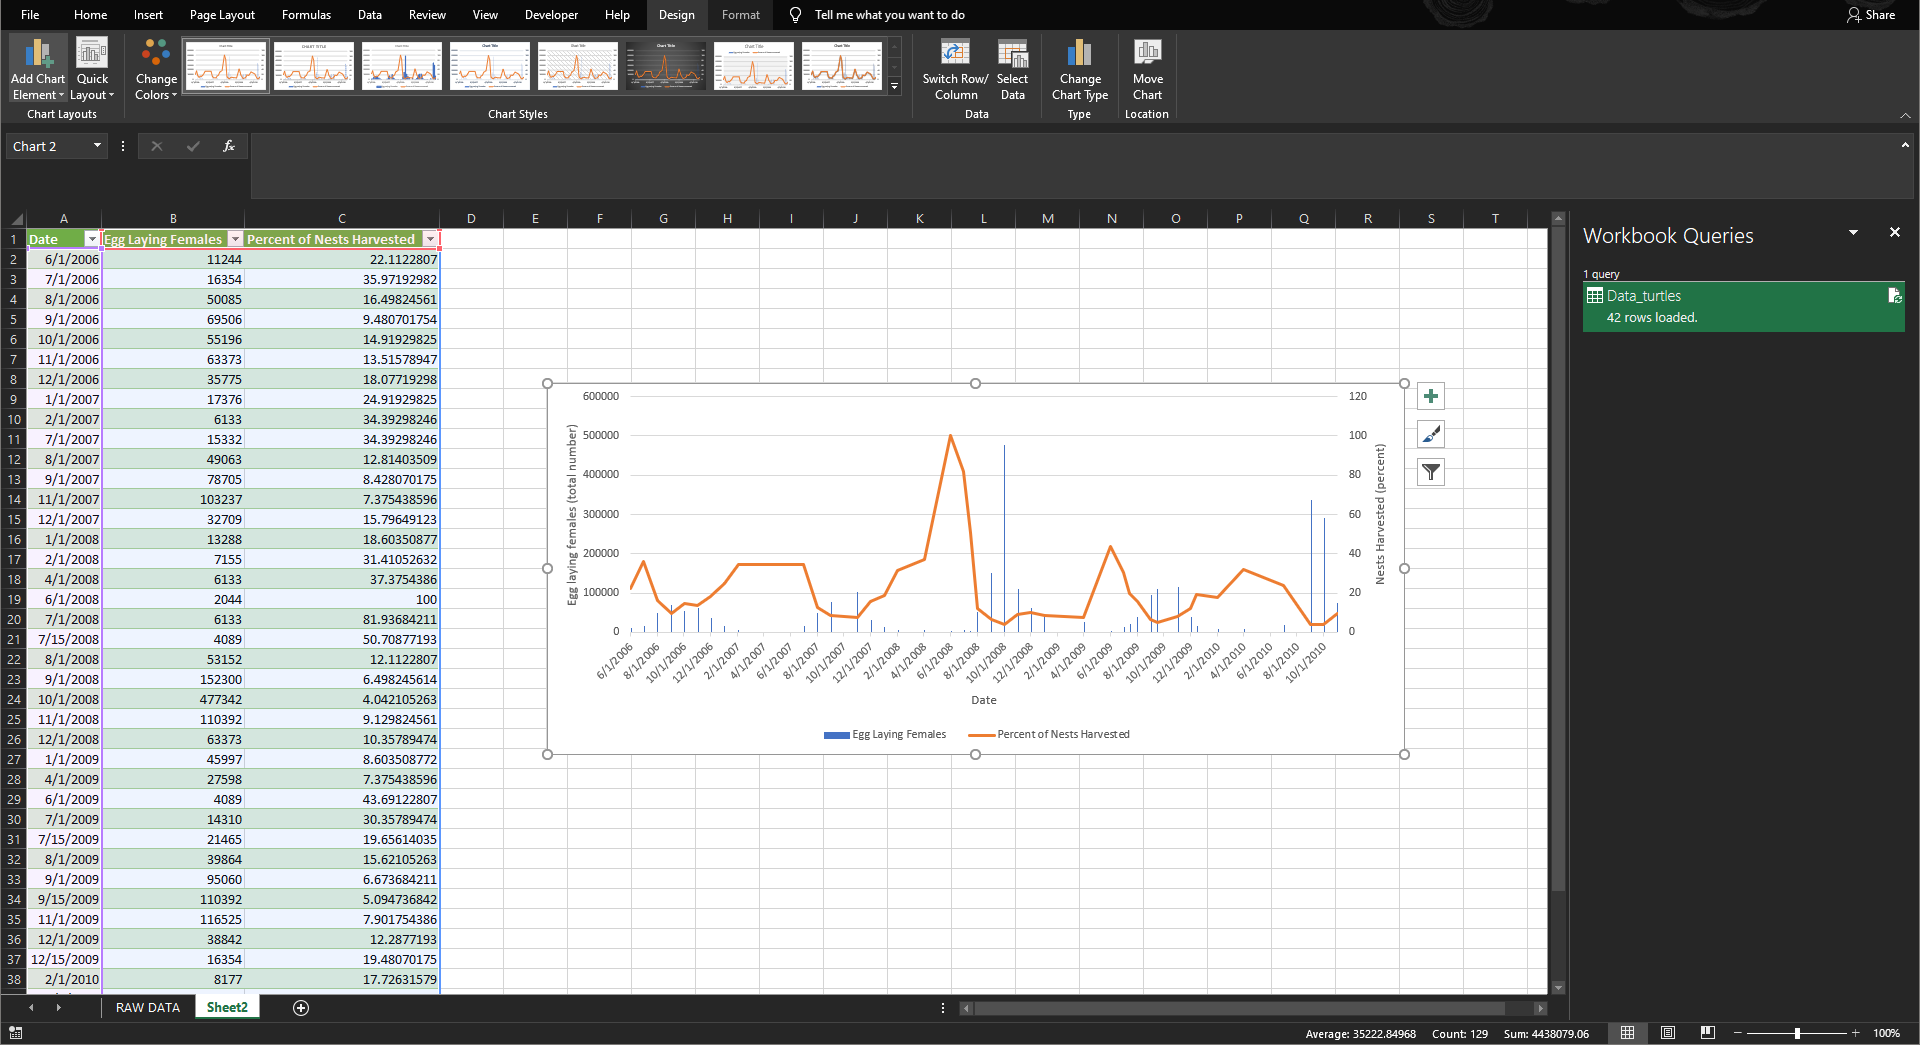 File Home Insert Page Layout Formulas Data Review View Developer Help Design Format Tell me what you want to do Share
Add Chart Element
Quick Layout
Change Colors
Switch Row/ Column
Select Data
Change Chart Type
Move Chart
Chart Layouts Chart Styles Data Type Location
Chart 2 fx
A B C D E F G H I J K L M N O P Q R S T
1 Date Egg Laying Females Percent of Nests Harvested
2 6/1/2006 11244 22.1122807
3 7/1/2006 16354 35.97192982
4 8/1/2006 50085 16.49824561
5 9/1/2006 69506 9.480701754
6 10/1/2006 55196 14.91929825
7 11/1/2006 63373 13.51578947
8 12/1/2006 35775 18.07719298
9 1/1/2007 17376 24.91929825
10 2/1/2007 6133 34.39298246
11 7/1/2007 15332 34.39298246
12 8/1/2007 49063 12.81403509
13 9/1/2007 78705 8.428070175
14 11/1/2007 103237 7.375438596
15 12/1/2007 32709 15.79649123
16 1/1/2008 13288 18.60350877
17 2/1/2008 7155 31.41052632
18 4/1/2008 6133 37.3754386
19 6/1/2008 2044 100
20 7/1/2008 6133 81.93684211
21 7/15/2008 4089 50.70877193
22 8/1/2008 53152 12.1122807
23 9/1/2008 152300 6.498245614
24 10/1/2008 477342 4.042105263
25 11/1/2008 110392 9.129824561
26 12/1/2008 63373 10.35789474
27 1/1/2009 45997 8.603508772
28 4/1/2009 27598 7.375438596
29 6/1/2009 4089 43.69122807
30 7/1/2009 14310 30.35789474
31 7/15/2009 21465 19.65614035
32 8/1/2009 39864 15.62105263
33 9/1/2009 95060 6.673684211
34 9/15/2009 110392 5.094736842
35 11/1/2009 116525 7.901754386
36 12/1/2009 38842 12.2877193
37 12/15/2009 16354 19.48070175
38 2/1/2010 8177 17.72631579
600000 120
500000 100
400000 80
300000 60
200000 40
100000 20
0 0
Egg laying females (total number)
Nests Harvested (percent)
6/1/2006 8/1/2006 10/1/2006 12/1/2006 2/1/2007 4/1/2007 6/1/2007 8/1/2007 10/1/2007 12/1/2007 2/1/2008 4/1/2008 6/1/2008 8/1/2008 10/1/2008 12/1/2008 2/1/2009 4/1/2009 6/1/2009 8/1/2009 10/1/2009 12/1/2009 2/1/2010 4/1/2010 6/1/2010 8/1/2010 10/1/2010
Date
Egg Laying Females Percent of Nests Harvested
Workbook Queries
1 query
Data_turtles
42 rows loaded.
RAW DATA Sheet2
Average: 35222.84968 Count: 129 Sum: 4438079.06 100%